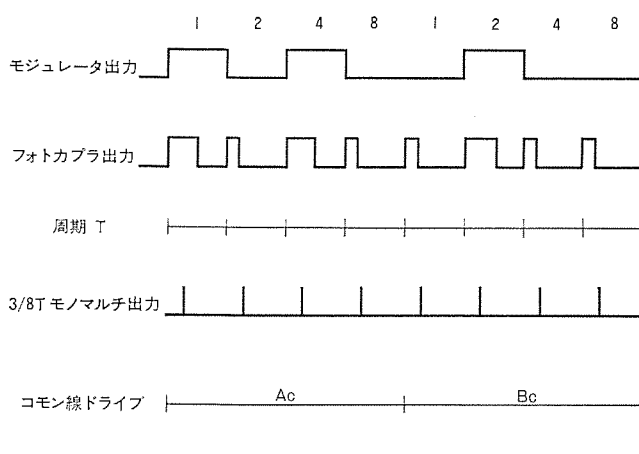 1 2 4 8 1 2 4 8
モジュレータ出力
フォトカプラ出力
周期 T
3/8T モノマルチ出力
コモン線ドライブ Ac Bc